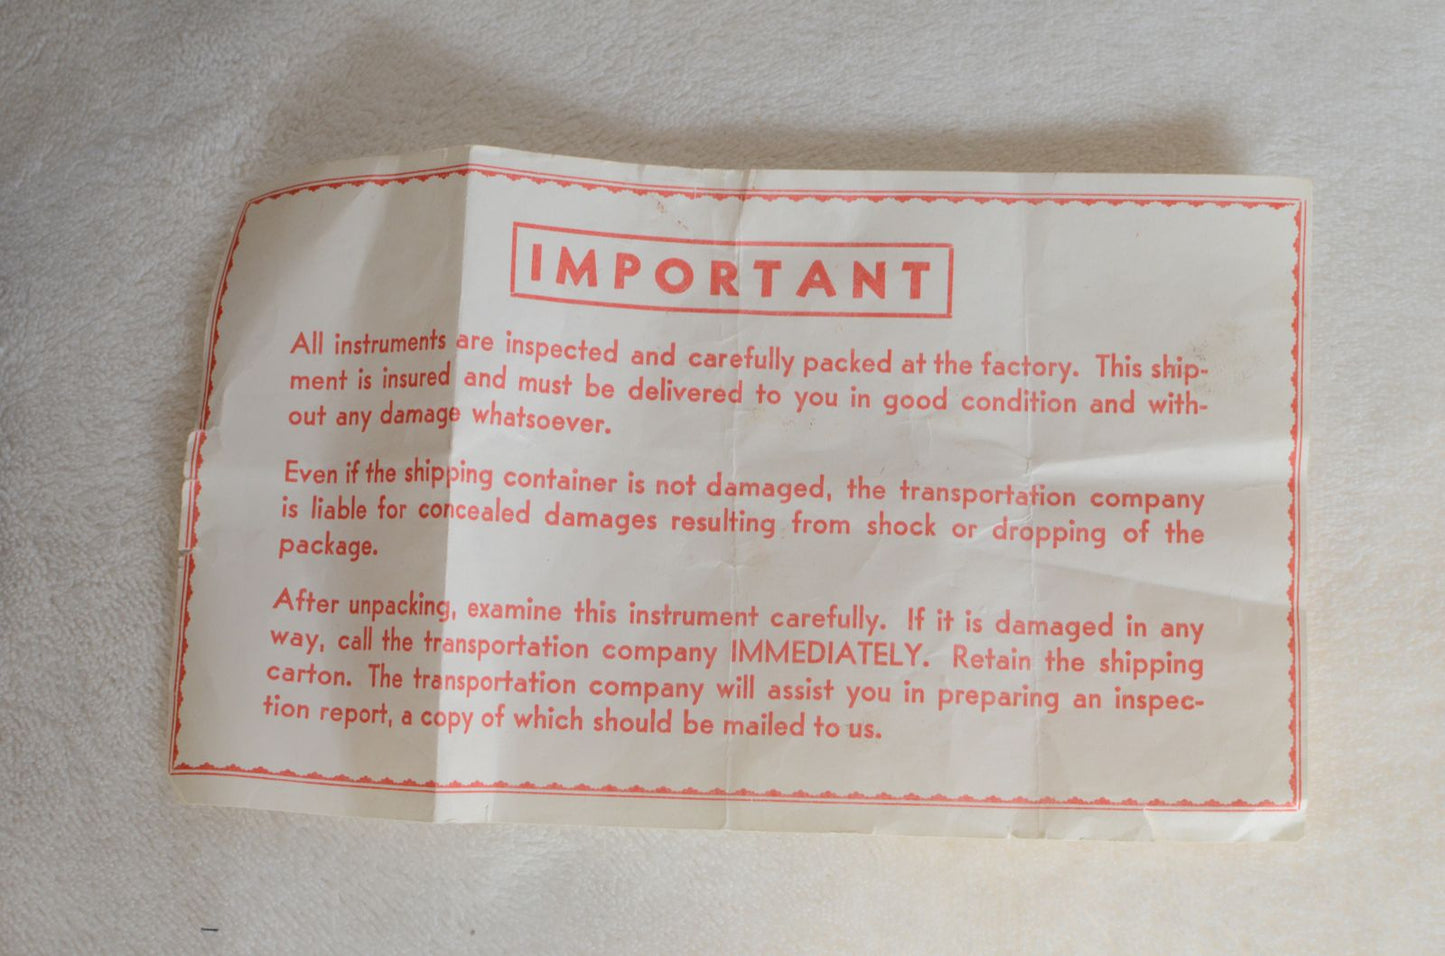 IMPORTANT
All instruments are inspected and carefully packed at the factory. This ship-
ment is insured and must be delivered to you in good condition and with-
out any damage whatsoever.
Even if the shipping container is not damaged, the transportation company
is liable for concealed damages resulting from shock or dropping of the
package.
After unpacking, examine this instrument carefully. If it is damaged in any
way, call the transportation company IMMEDIATELY. Retain the shipping
carton. The transportation company will assist you in preparing an inspec-
tion report, a copy of which should be mailed to us.